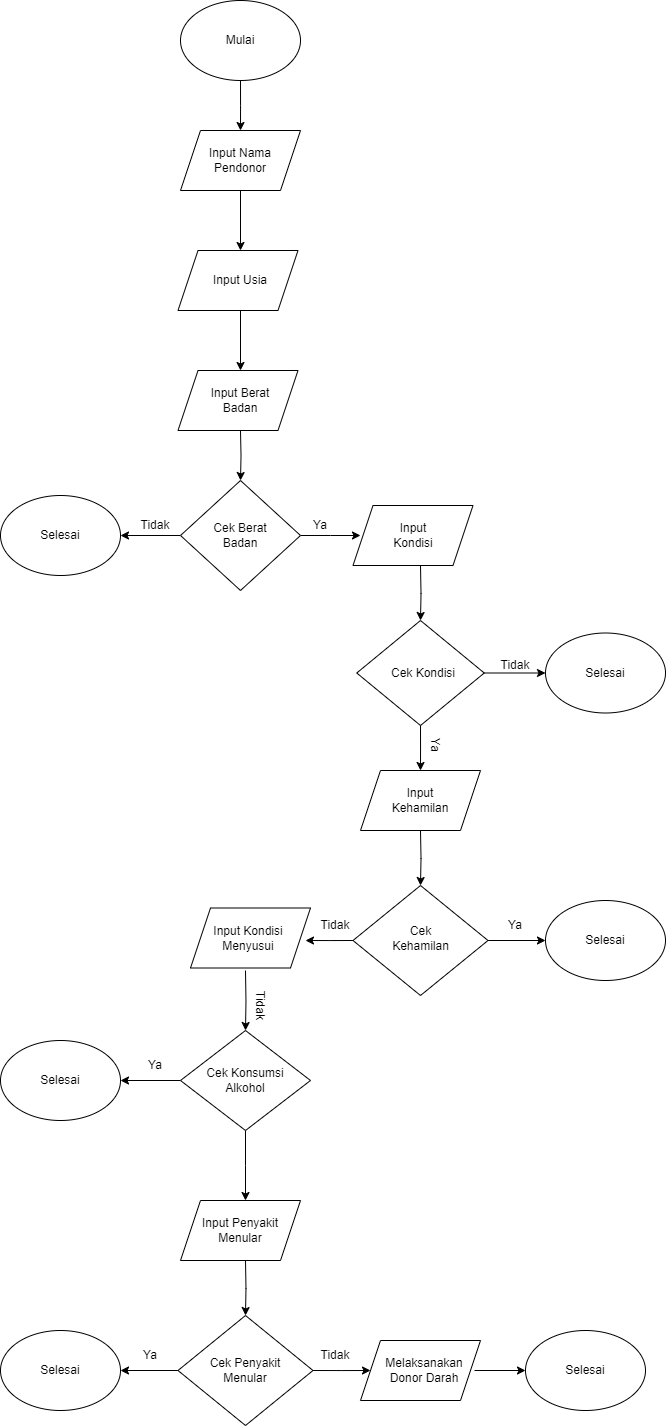 Mulai
Input Nama
Pendonor
Input Usia
Input Berat
Badan
Selesai
Tidak
Cek Berat
Badan
Ya
Input
Kondisi
Cek Kondisi
Tidak
Selesai
Ya
Input
Kehamilan
Input Kondisi
Menyusui
Tidak
Cek
Kehamilan
Ya
Selesai
Tidak
Selesai
Ya
Cek Konsumsi
Alkohol
Input Penyakit
Menular
Selesai
Ya
Cek Penyakit
Menular
Tidak
Melaksanakan
Donor Darah
Selesai